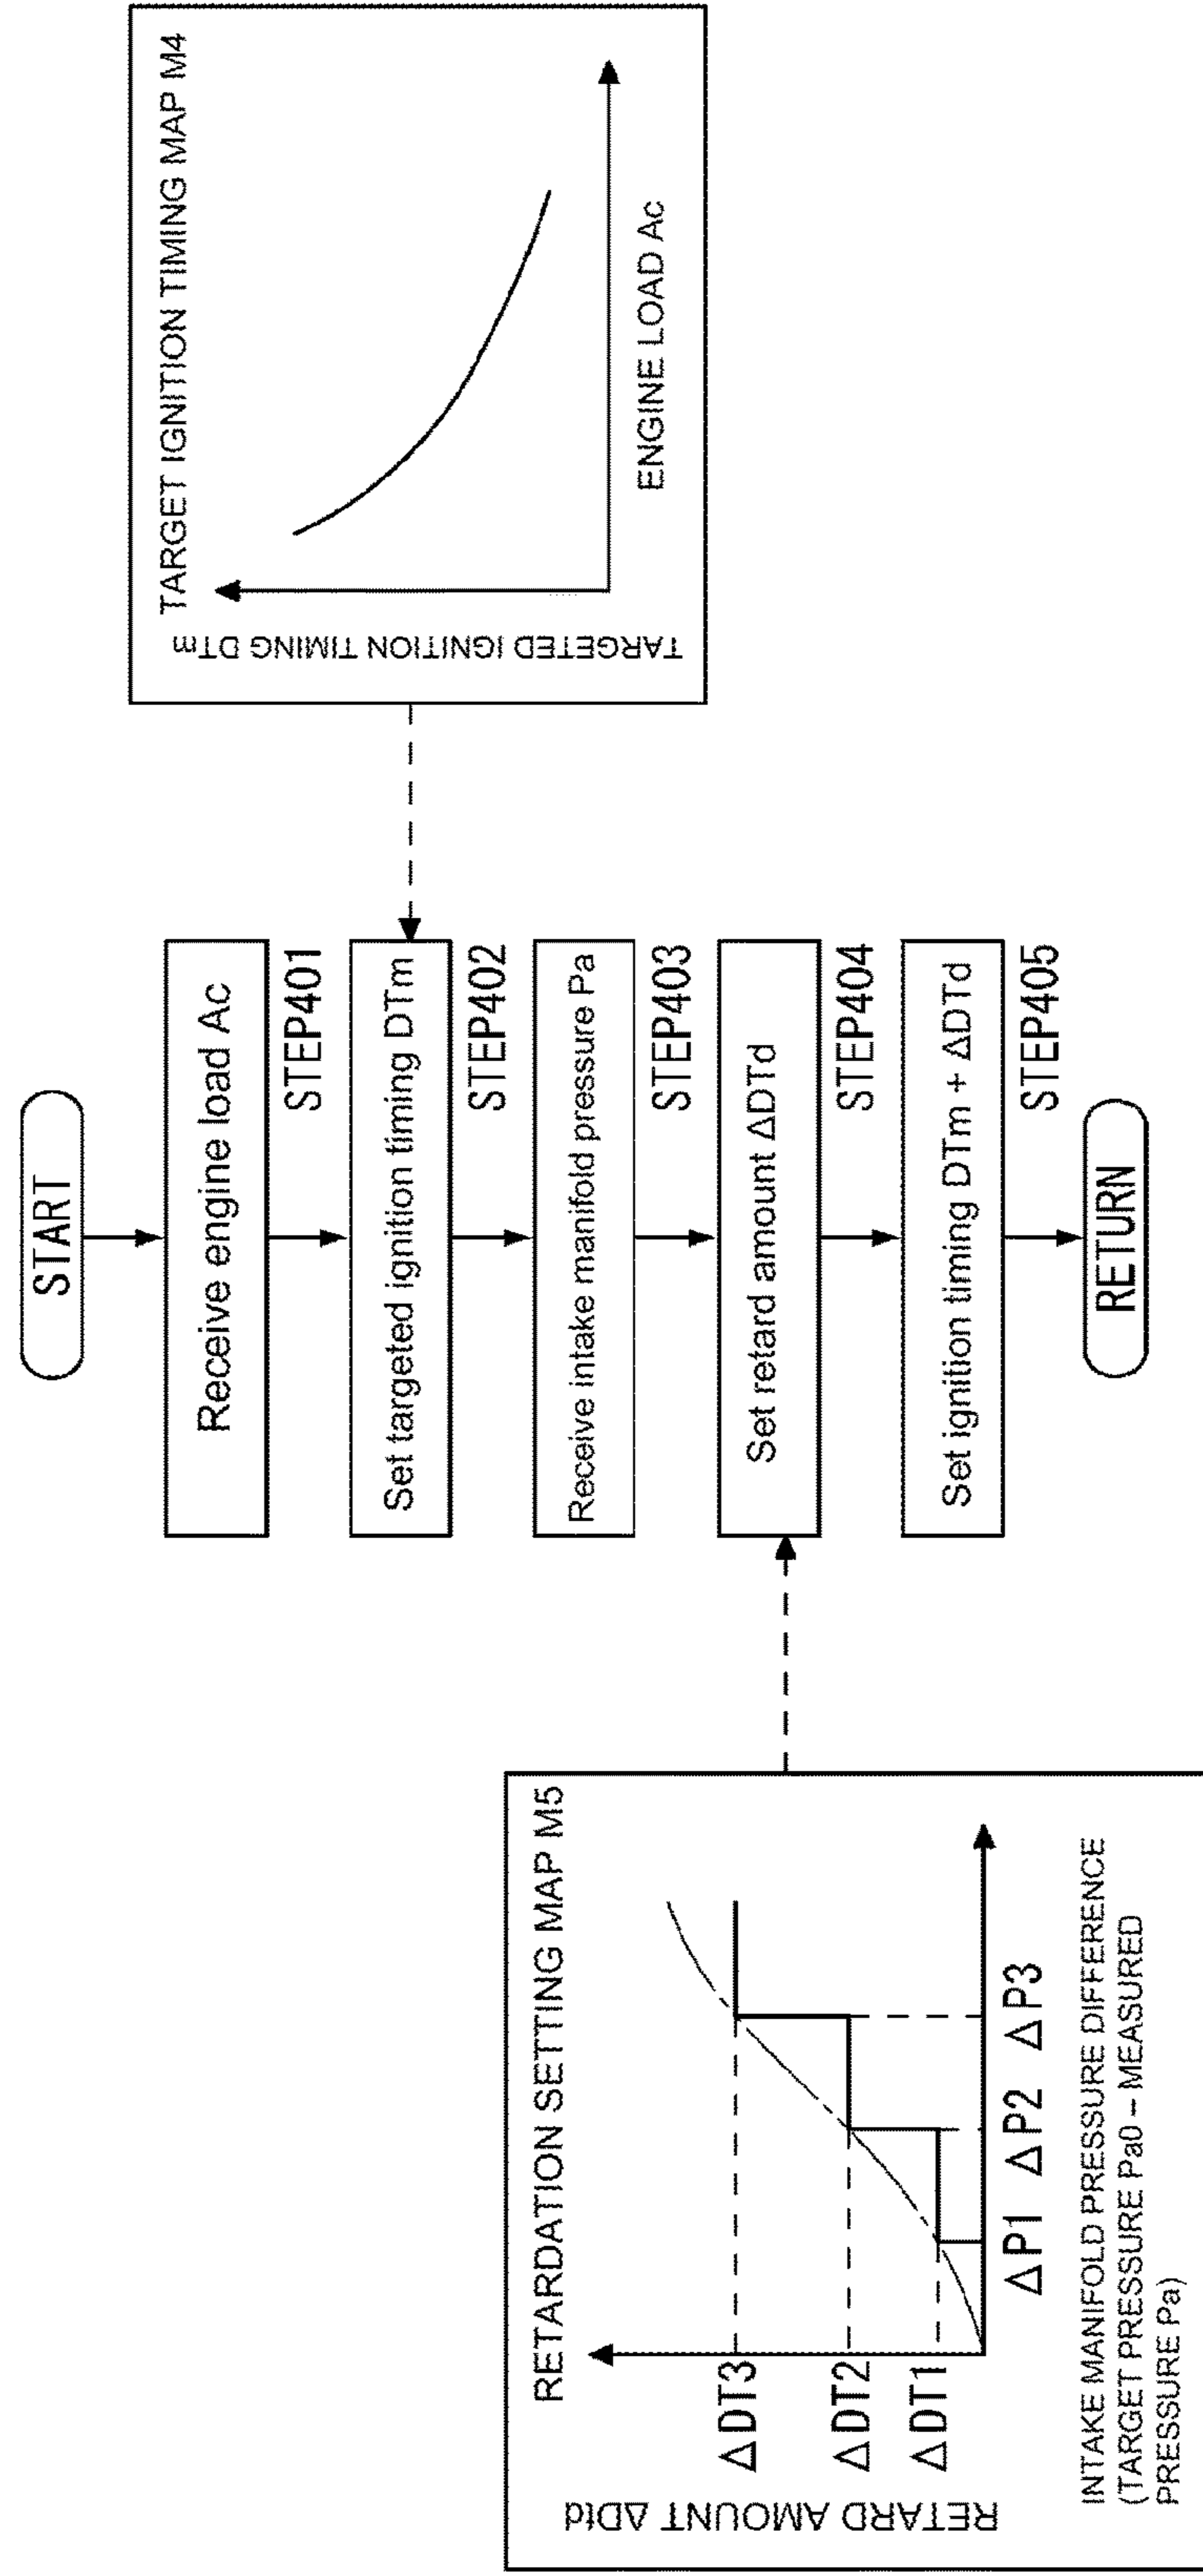 START
Receive engine load Ac
STEP401
Set targeted ignition timing DTm
STEP402
Receive intake manifold pressure Pa
STEP403
Set retard amount ΔDTd
STEP404
Set ignition timing DTm + ΔDTd
STEP405
RETURN
TARGET IGNITION TIMING MAP M4
TARGETED IGNITION TIMING DTm
ENGINE LOAD Ac
RETARDATION SETTING MAP M5
RETARD AMOUNT ΔDtd
ΔDT3
ΔDT2
ΔDT1
ΔP1 ΔP2 ΔP3
INTAKE MANIFOLD PRESSURE DIFFERENCE
(TARGET PRESSURE Pa0 – MEASURED
PRESSURE Pa)